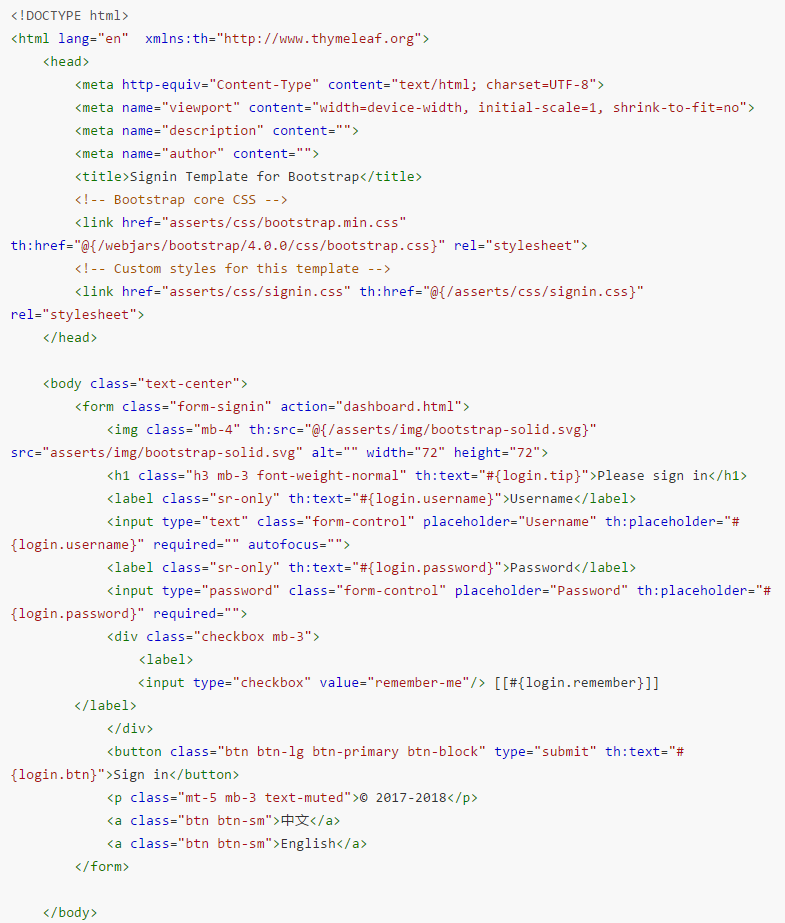 <!DOCTYPE html>
<html lang="en"  xmlns:th="http://www.thymeleaf.org">
    <head>
        <meta http-equiv="Content-Type" content="text/html; charset=UTF-8">
        <meta name="viewport" content="width=device-width, initial-scale=1, shrink-to-fit=no">
        <meta name="description" content="">
        <meta name="author" content="">
        <title>Signin Template for Bootstrap</title>
        <!-- Bootstrap core CSS -->
        <link href="asserts/css/bootstrap.min.css"
th:href="@{/webjars/bootstrap/4.0.0/css/bootstrap.css}" rel="stylesheet">
        <!-- Custom styles for this template -->
        <link href="asserts/css/signin.css" th:href="@{/asserts/css/signin.css}"
rel="stylesheet">
    </head>

    <body class="text-center">
        <form class="form-signin" action="dashboard.html">
            <img class="mb-4" th:src="@{/asserts/img/bootstrap-solid.svg}"
src="asserts/img/bootstrap-solid.svg" alt="" width="72" height="72">
            <h1 class="h3 mb-3 font-weight-normal" th:text="#{login.tip}">Please sign in</h1>
            <label class="sr-only" th:text="#{login.username}">Username</label>
            <input type="text" class="form-control" placeholder="Username" th:placeholder="#
{login.username}" required="" autofocus="">
            <label class="sr-only" th:text="#{login.password}">Password</label>
            <input type="password" class="form-control" placeholder="Password" th:placeholder="#
{login.password}" required="">
            <div class="checkbox mb-3">
                <label>
                <input type="checkbox" value="remember-me"/> [[#{login.remember}]]
        </label>
            </div>
            <button class="btn btn-lg btn-primary btn-block" type="submit" th:text="#
{login.btn}">Sign in</button>
            <p class="mt-5 mb-3 text-muted">© 2017-2018</p>
            <a class="btn btn-sm">中文</a>
            <a class="btn btn-sm">English</a>
        </form>

    </body>